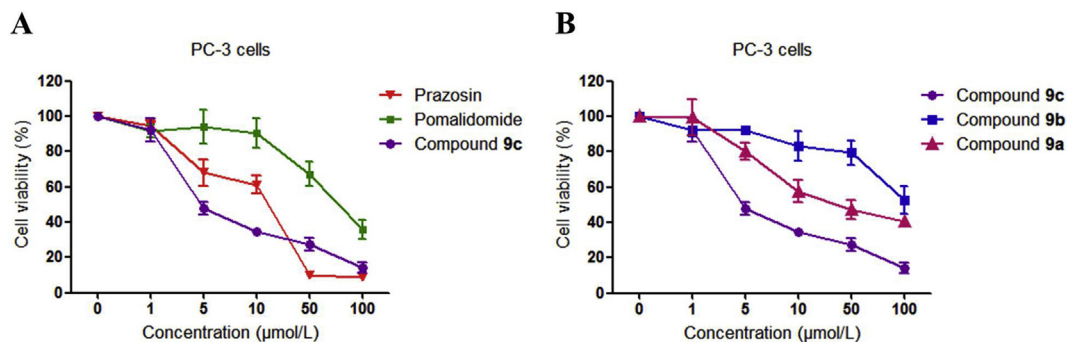 A
PC-3 cells
Cell viability (%)
120
100
80
60
40
20
0
0 1 5 10 50 100
Concentration (µmol/L)
Prazosin
Pomalidomide
Compound 9c
B
PC-3 cells
Cell viability (%)
120
100
80
60
40
20
0
0 1 5 10 50 100
Concentration (µmol/L)
Compound 9c
Compound 9b
Compound 9a